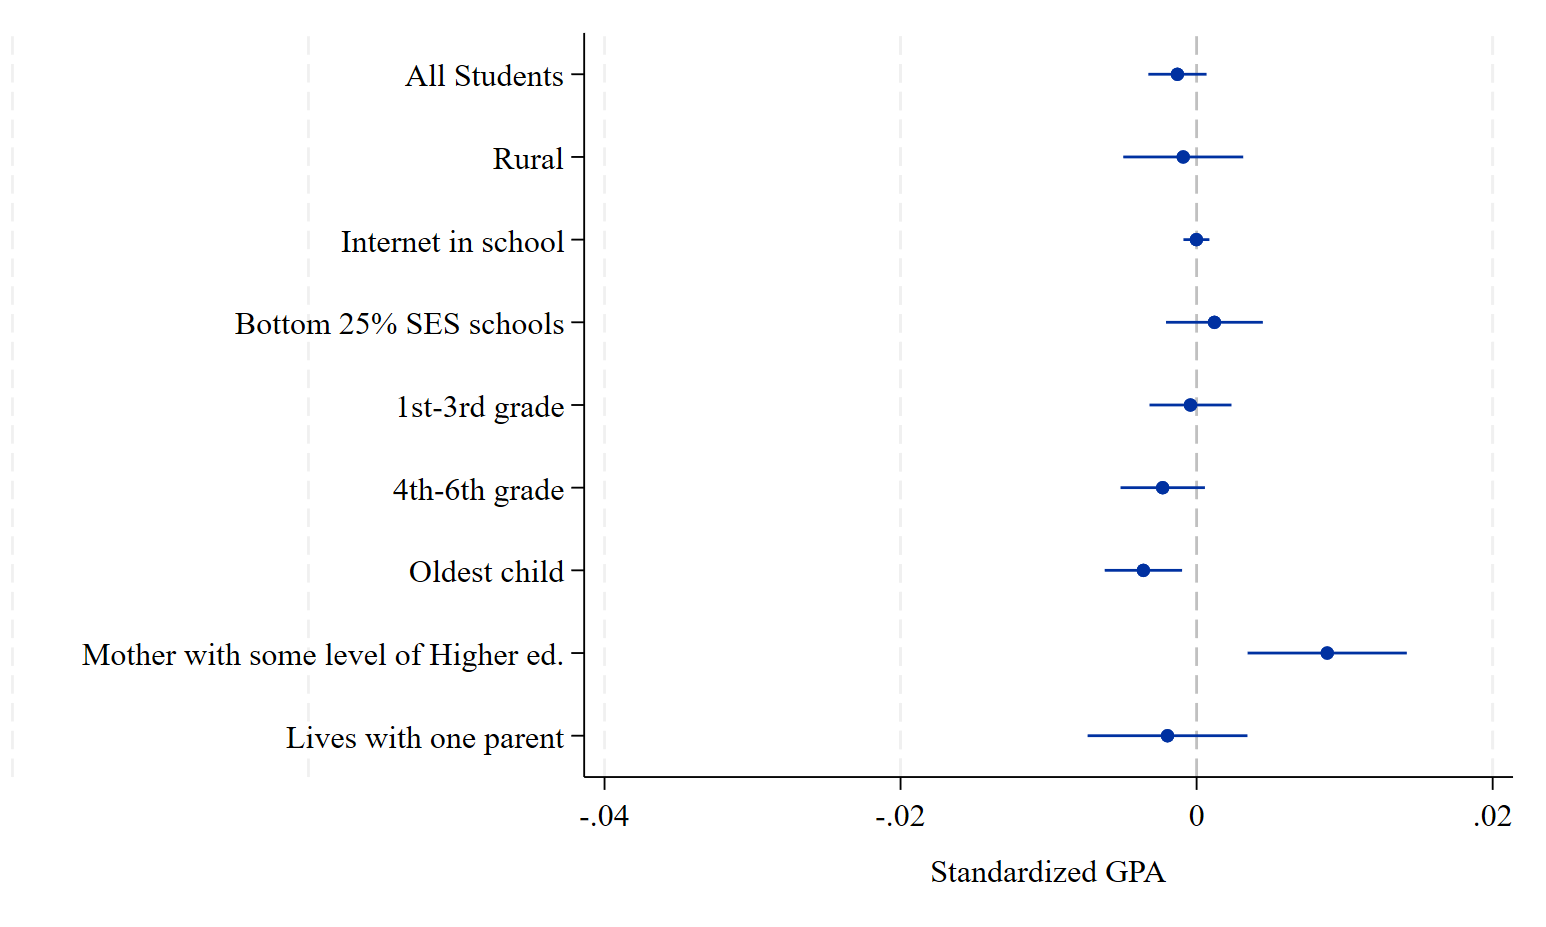 All Students
Rural
Internet in school
Bottom 25% SES schools
1st-3rd grade
4th-6th grade
Oldest child
Mother with some level of Higher ed.
Lives with one parent
-.04 -.02 0 .02
Standardized GPA